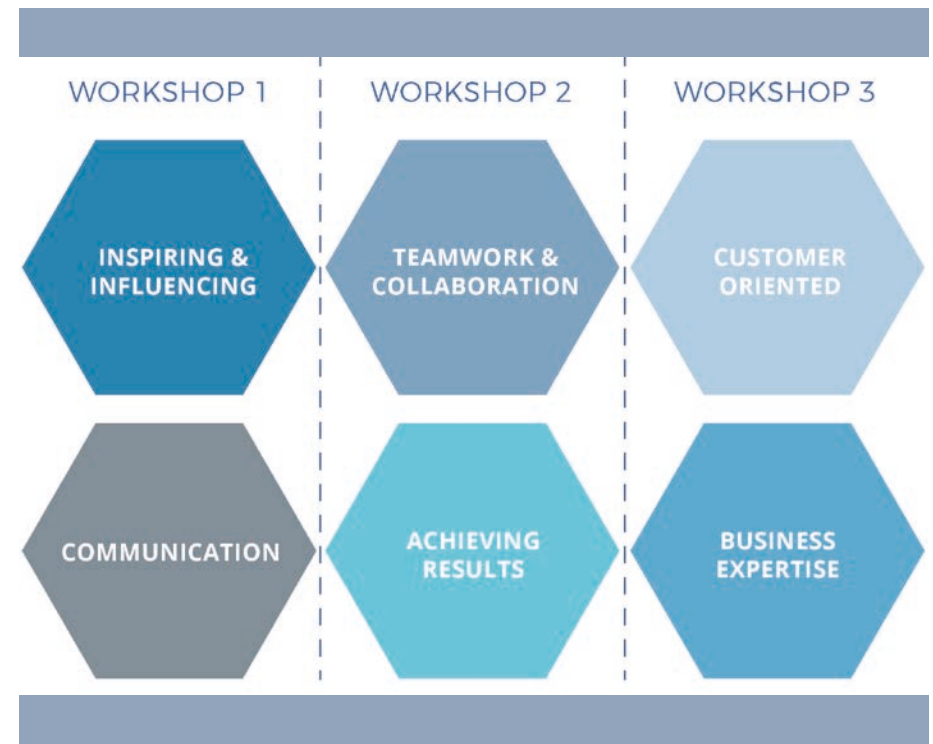 WORKSHOP 1
INSPIRING &
INFLUENCING
COMMUNICATION
WORKSHOP 2
TEAMWORK &
COLLABORATION
ACHIEVING
RESULTS
WORKSHOP 3
CUSTOMER
ORIENTED
BUSINESS
EXPERTISE